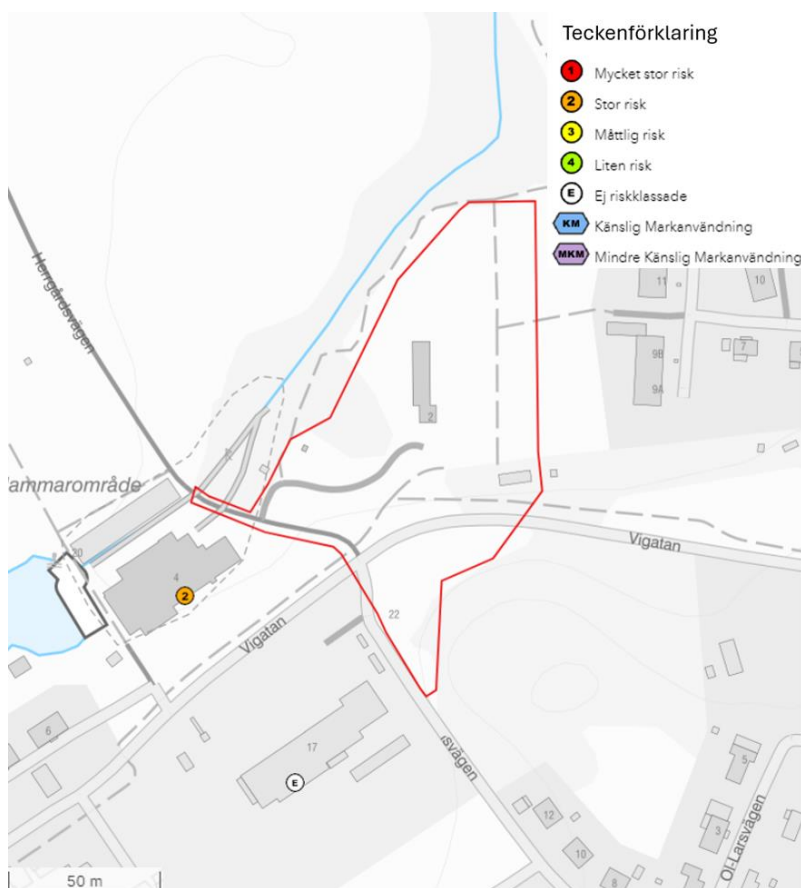 Teckenförklaring
1 Mycket stor risk
2 Stor risk
3 Måttlig risk
4 Liten risk
E Ej riskklassade
KM Känslig Markanvändning
MKM Mindre Känslig Markanvändning
Herrgårdsvägen
11
10
7
9B
9A
2
ammarområde
20
4
2
Vigatan
Vigatan
22
17
E
6
svägen
5
3
12
10
8
Ol-Larsvägen
50 m